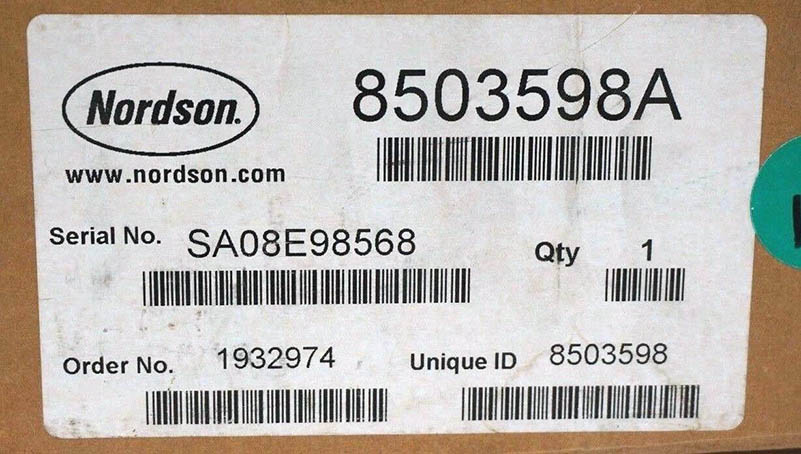 Nordson.
8503598A
www.nordson.com
Serial No. SA08E98568
Qty 1
Order No. 1932974
Unique ID 8503598